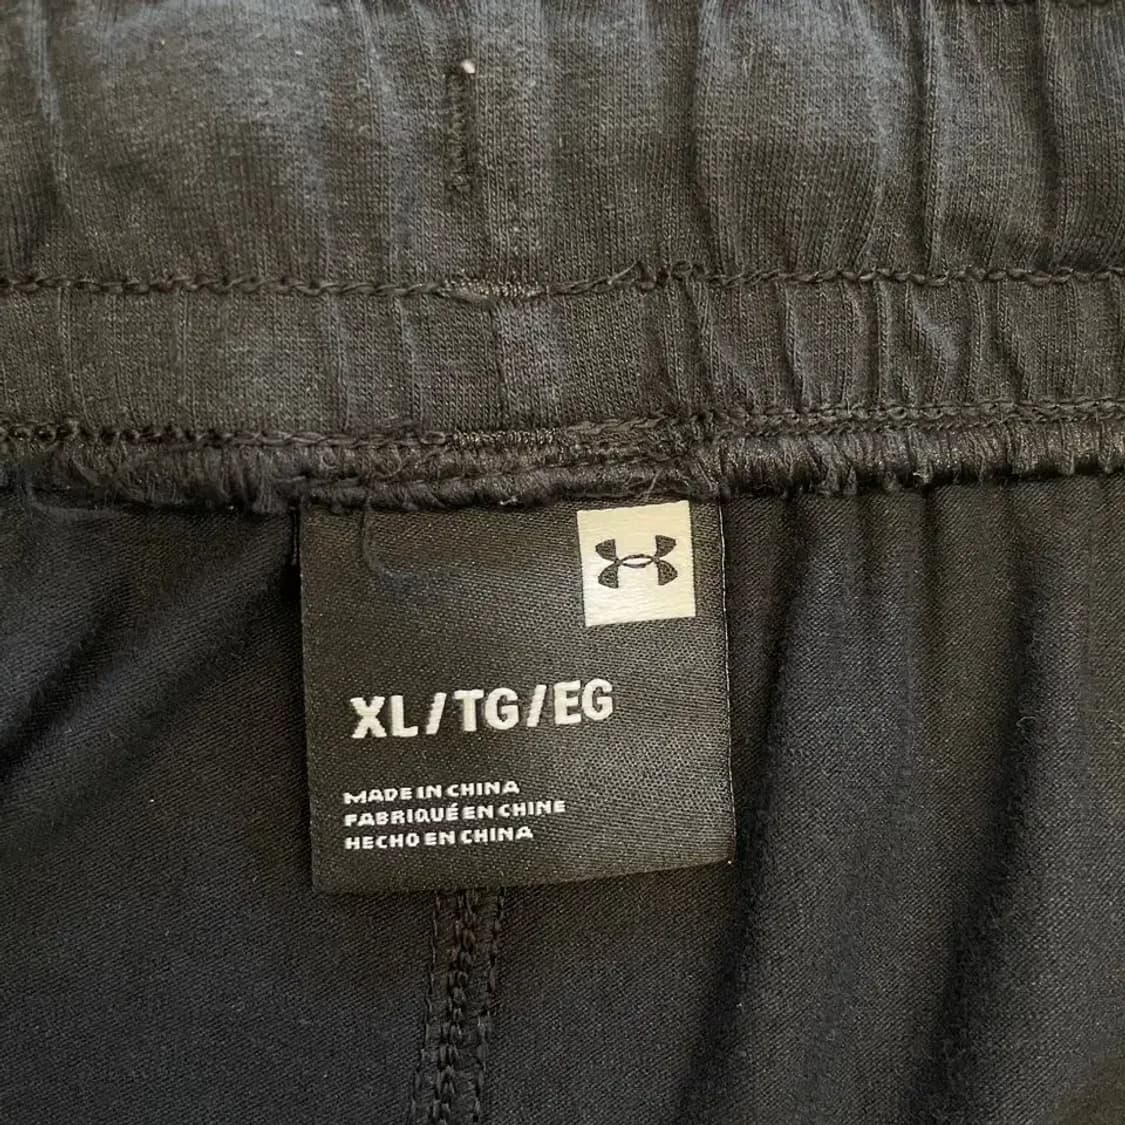 XL/TG/EG
MADE IN CHINA
FABRIQUÉ EN CHINE
HECHO EN CHINA